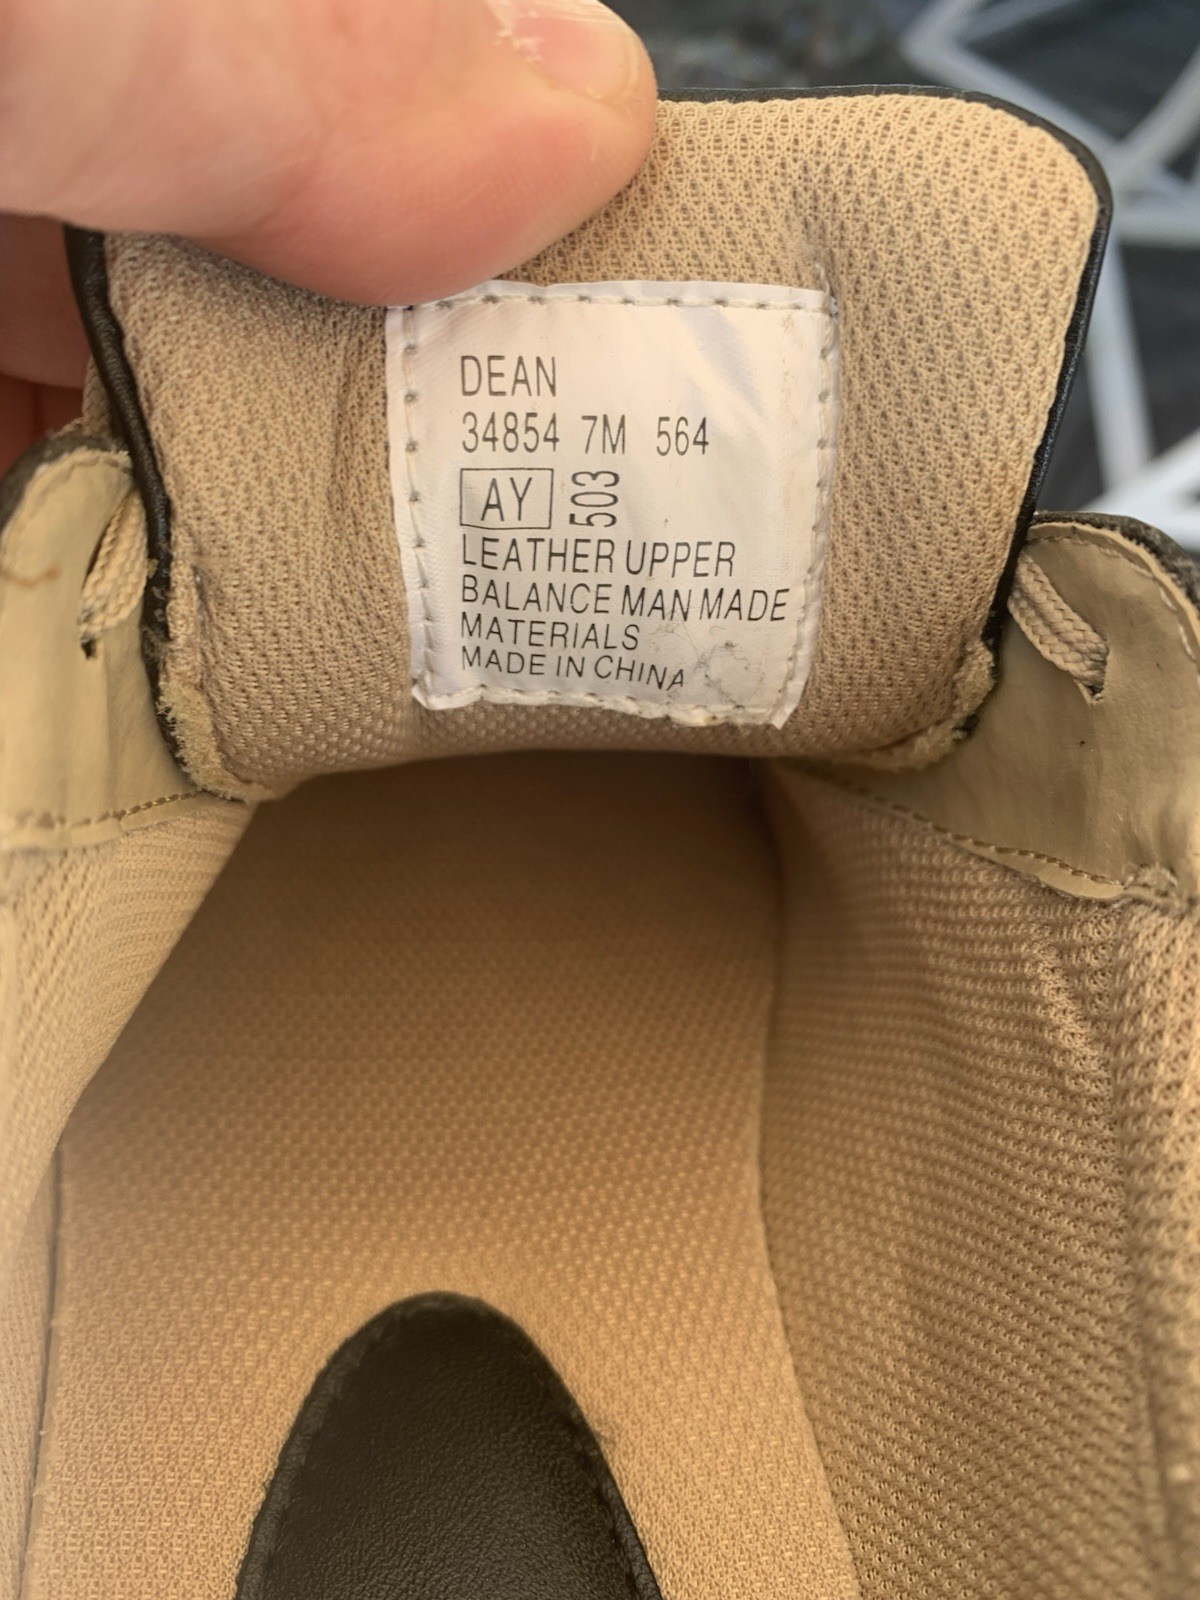 DEAN
34854 7M 564
AY 503
LEATHER UPPER
BALANCE MAN MADE
MATERIALS
MADE IN CHINA